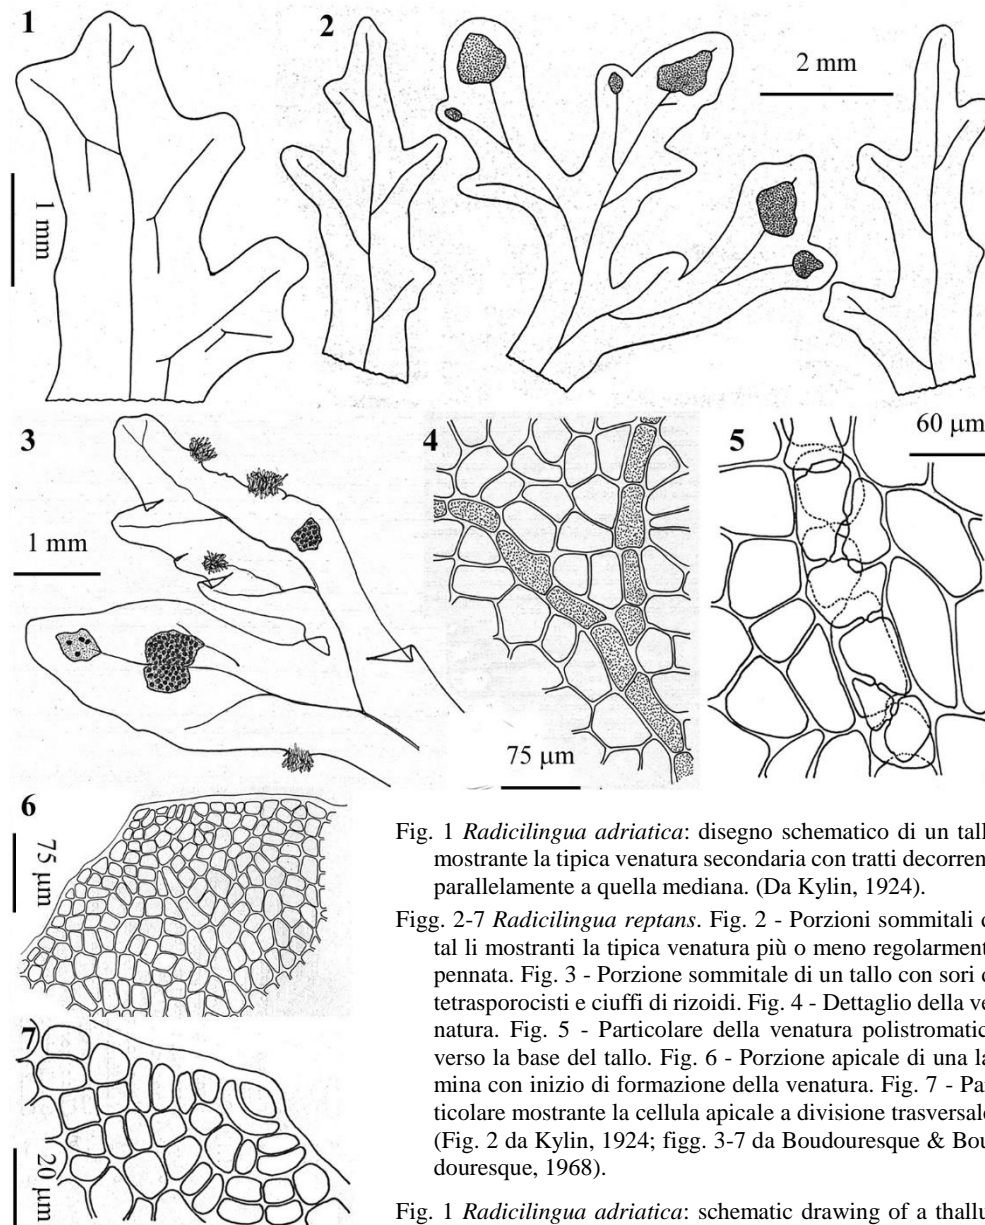 1
2
2 mm
1 mm
3
4
5
60 µm
1 mm
75 µm
6
75 µm
7
20 µm
Fig. 1 Radicilingua adriatica: disegno schematico di un tall
mostrante la tipica venatura secondaria con tratti decorren
parallelamente a quella mediana. (Da Kylin, 1924).
Figg. 2-7 Radicilingua reptans. Fig. 2 - Porzioni sommitali d
tal li mostranti la tipica venatura più o meno regolarment
pennata. Fig. 3 - Porzione sommitale di un tallo con sori d
tetrasporocisti e ciuffi di rizoidi. Fig. 4 - Dettaglio della ve
natura. Fig. 5 - Particolare della venatura polistromatic
verso la base del tallo. Fig. 6 - Porzione apicale di una la
mina con inizio di formazione della venatura. Fig. 7 - Par
ticolare mostrante la cellula apicale a divisione trasversale
(Fig. 2 da Kylin, 1924; figg. 3-7 da Boudouresque & Bou
douresque, 1968).
Fig. 1 Radicilingua adriatica: schematic drawing of a thallu